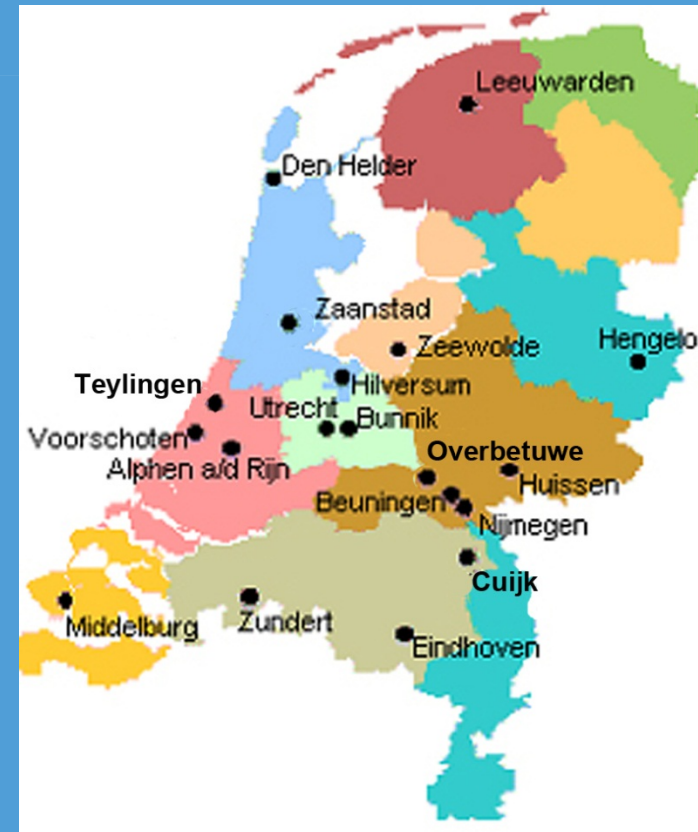 Leeuwarden
Den Helder
Zaanstad
Zeewolde
Hengelo
Teylingen
Hilversum
Utrecht
Bunnik
Voorschoten
Alphen a/d Rijn
Overbetuwe
Huissen
Beuningen
Nijmegen
Cuijk
Middelburg
Zundert
Eindhoven